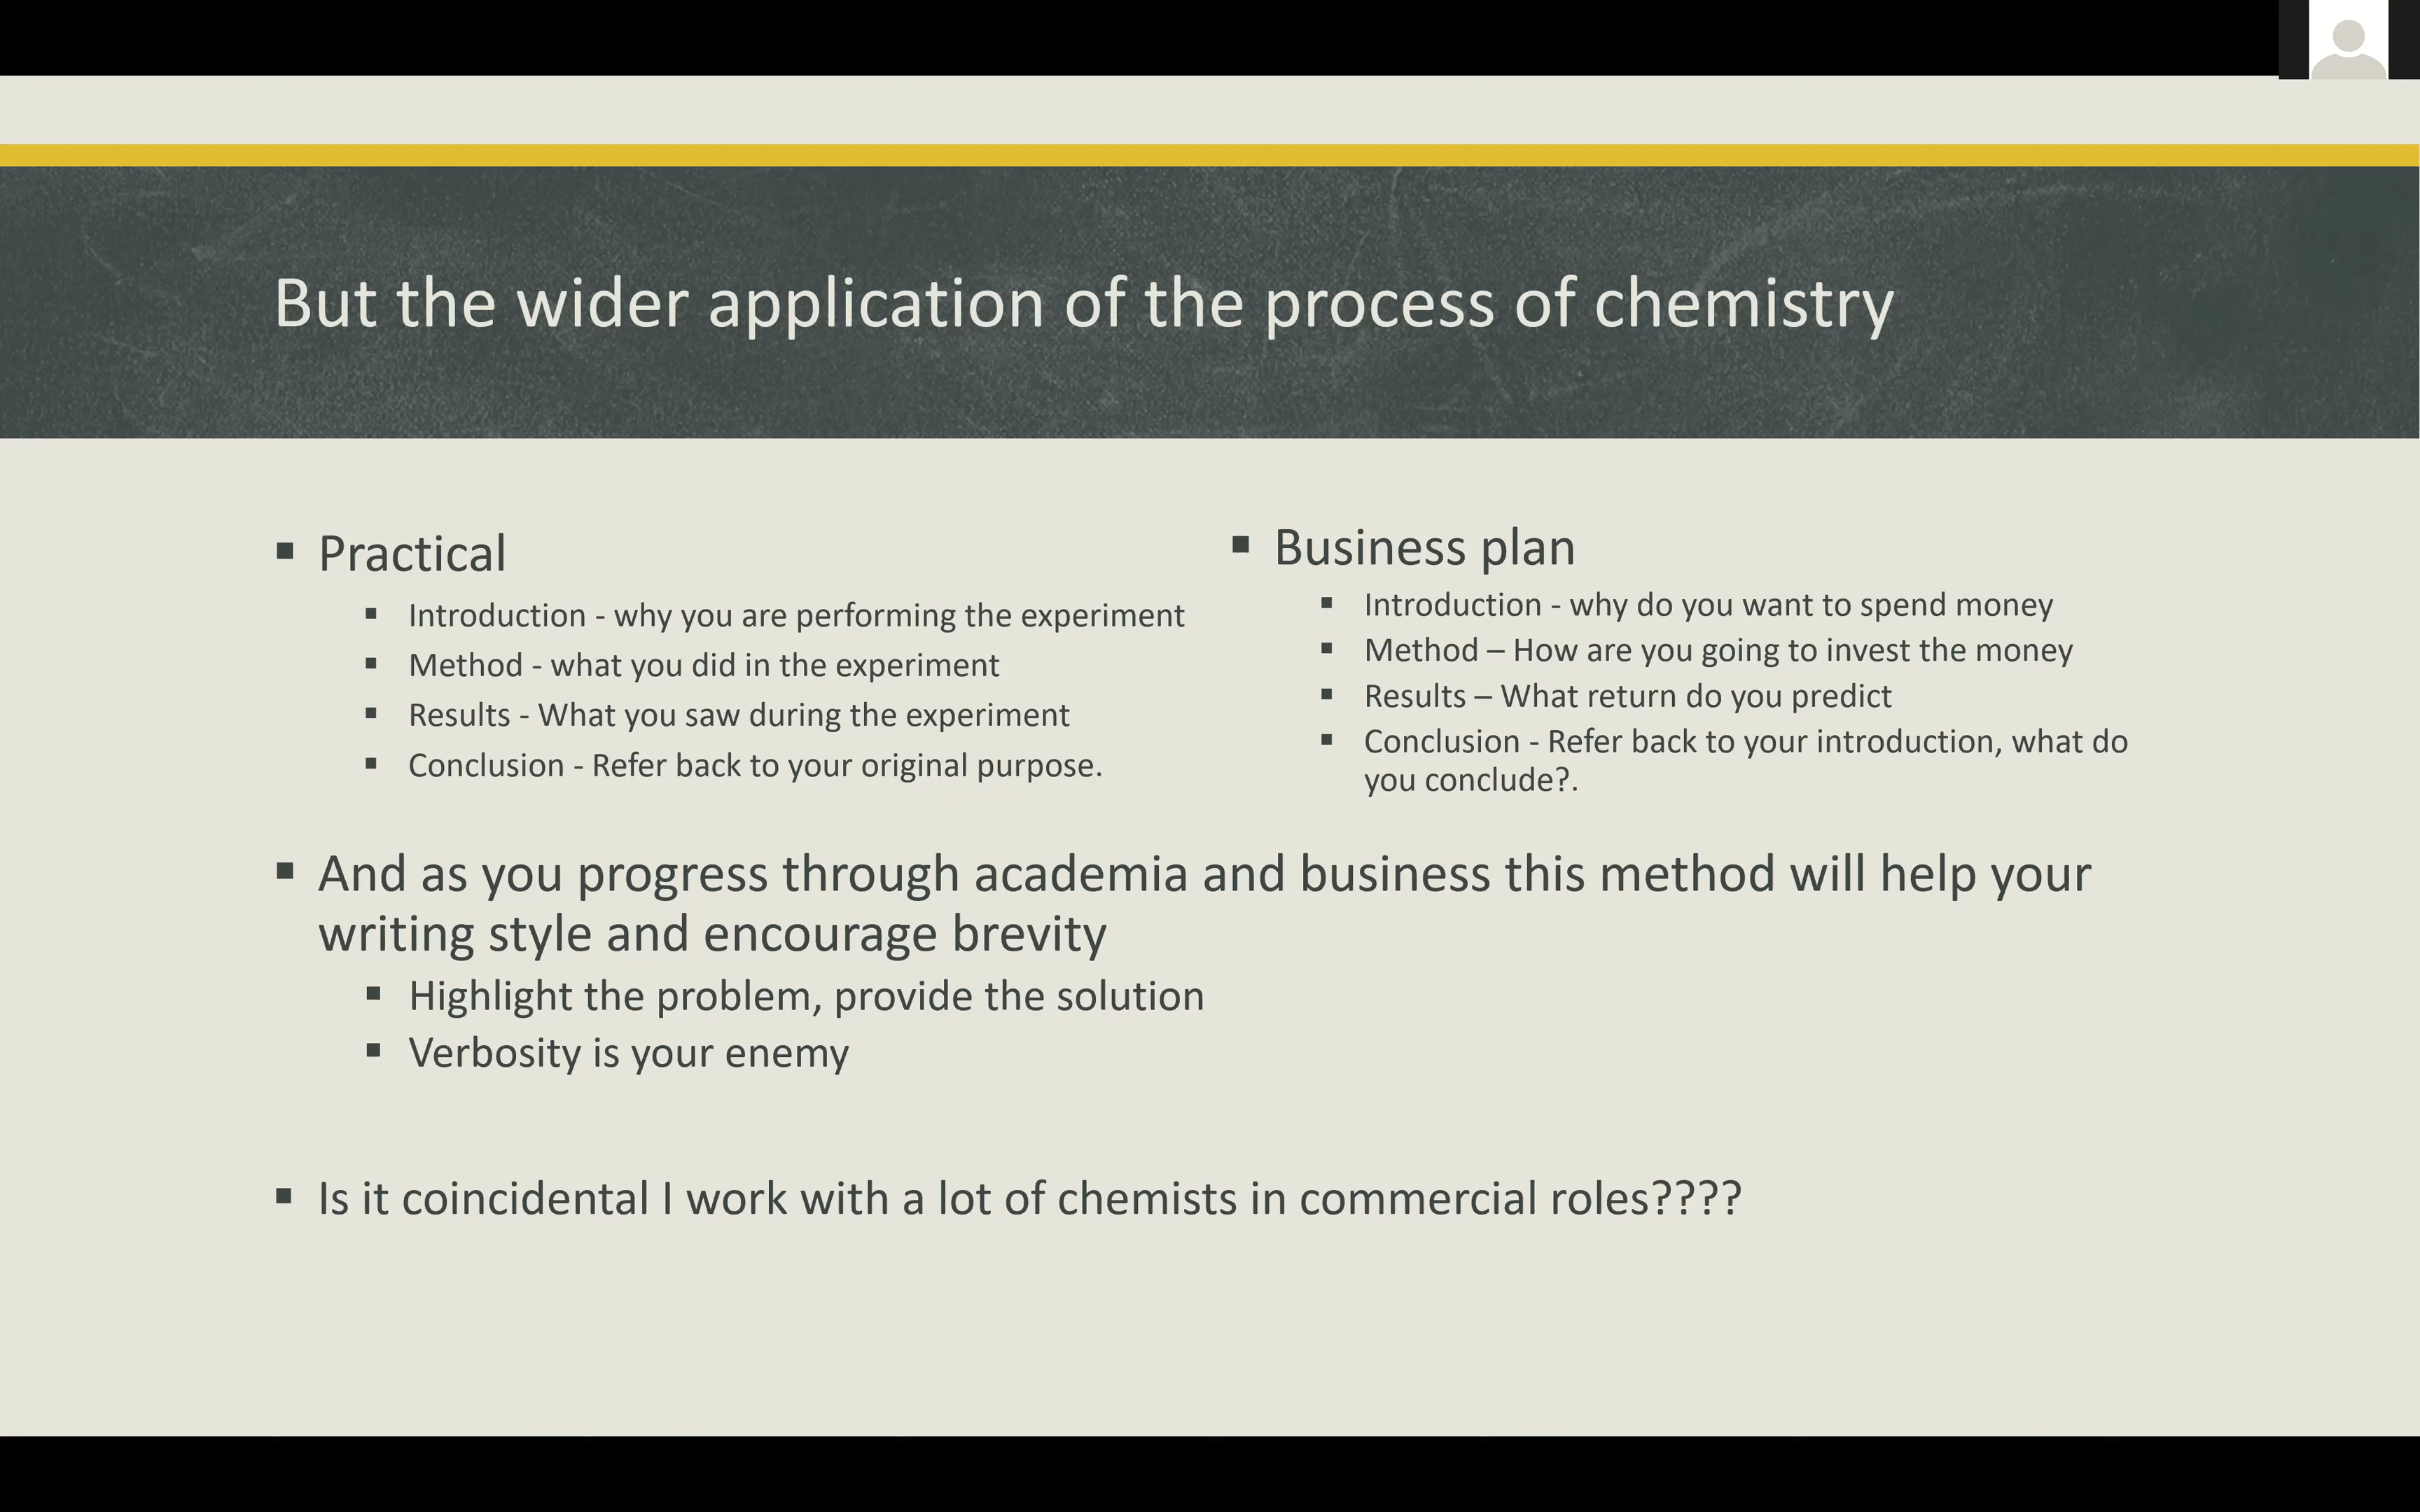 But the wider application of the process of chemistry
▪ Practical
▪ Introduction - why you are performing the experiment
▪ Method - what you did in the experiment
▪ Results - What you saw during the experiment
▪ Conclusion - Refer back to your original purpose.
▪ Business plan
▪ Introduction - why do you want to spend money
▪ Method – How are you going to invest the money
▪ Results – What return do you predict
▪ Conclusion - Refer back to your introduction, what do
you conclude?.
▪ And as you progress through academia and business this method will help your
writing style and encourage brevity
▪ Highlight the problem, provide the solution
▪ Verbosity is your enemy
▪ Is it coincidental I work with a lot of chemists in commercial roles????